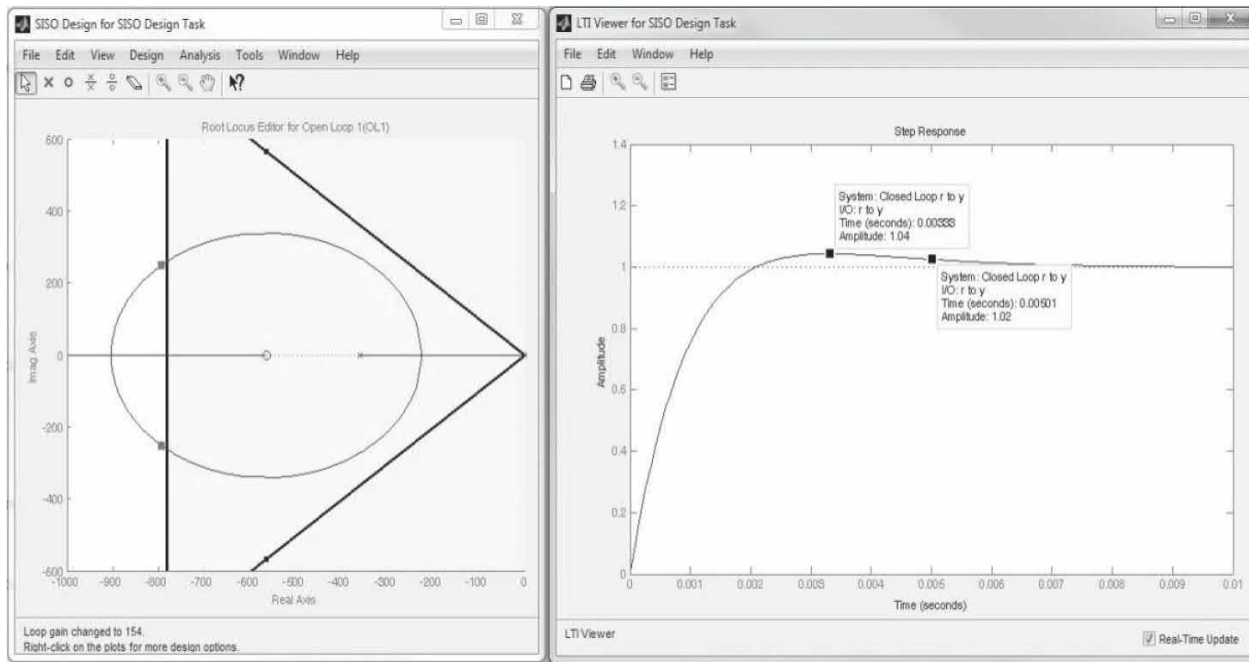 SISO Design for SISO Design Task
File Edit View Design Analysis Tools Window Help
Root Locus Editor for Open Loop 1(OL1)
600
400
200
0
-200
-400
-600
Imag Axis
-1000 -900 -800 -700 -600 -500 -400 -300 -200 -100 0
Real Axis
Loop gain changed to 154.
Right-click on the plots for more design options.
LTI Viewer for SISO Design Task
File Edit Window Help
Step Response
1.4
1.2
1
0.8
0.6
0.4
0.2
0
Amplitude
System: Closed Loop r to y
I/O: r to y
Time (seconds): 0.00333
Amplitude: 1.04
System: Closed Loop r to y
I/O: r to y
Time (seconds): 0.00501
Amplitude: 1.02
0 0.001 0.002 0.003 0.004 0.005 0.006 0.007 0.008 0.009 0.01
Time (seconds)
LTI Viewer
Real-Time Update